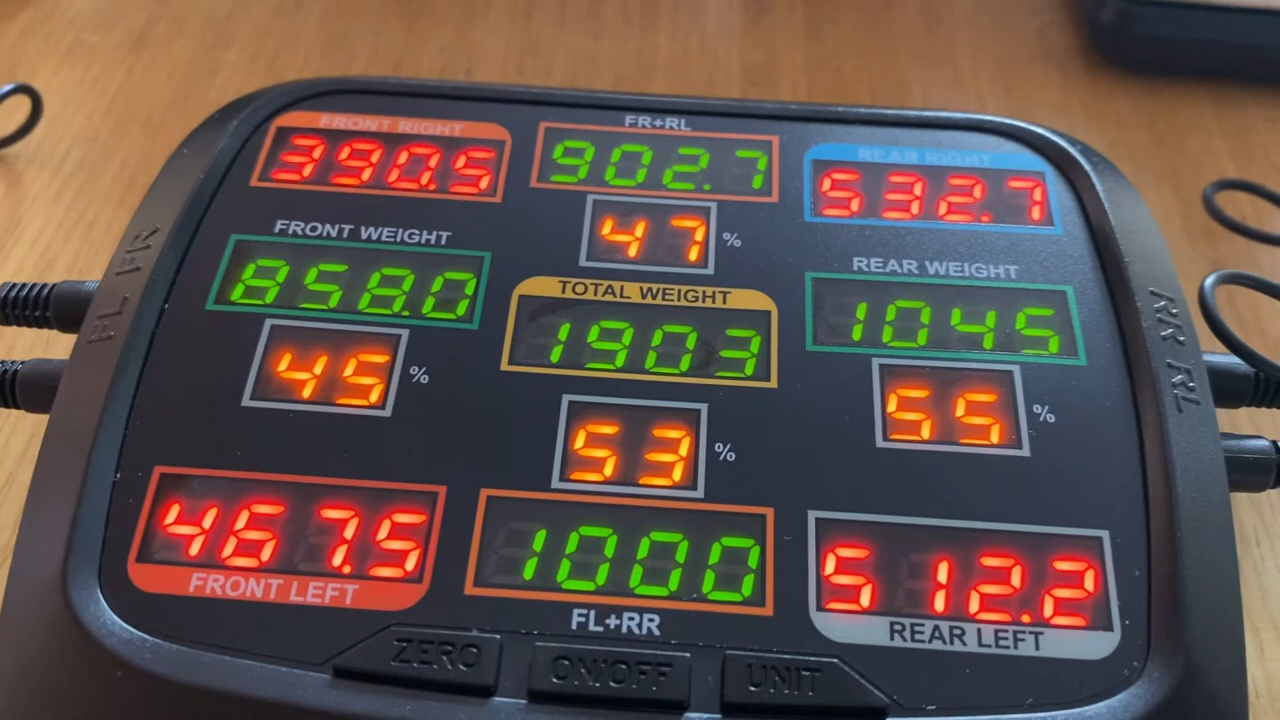 FRONT RIGHT
390.5
FR+RL
902.7
REAR RIGHT
532.7
47 %
FRONT WEIGHT
858.0
TOTAL WEIGHT
1903
REAR WEIGHT
1045
45 %
53 %
55 %
467.5
FRONT LEFT
1000
FL+RR
512.2
REAR LEFT
ZERO
ON/OFF
UNIT
FL FR
RR RL